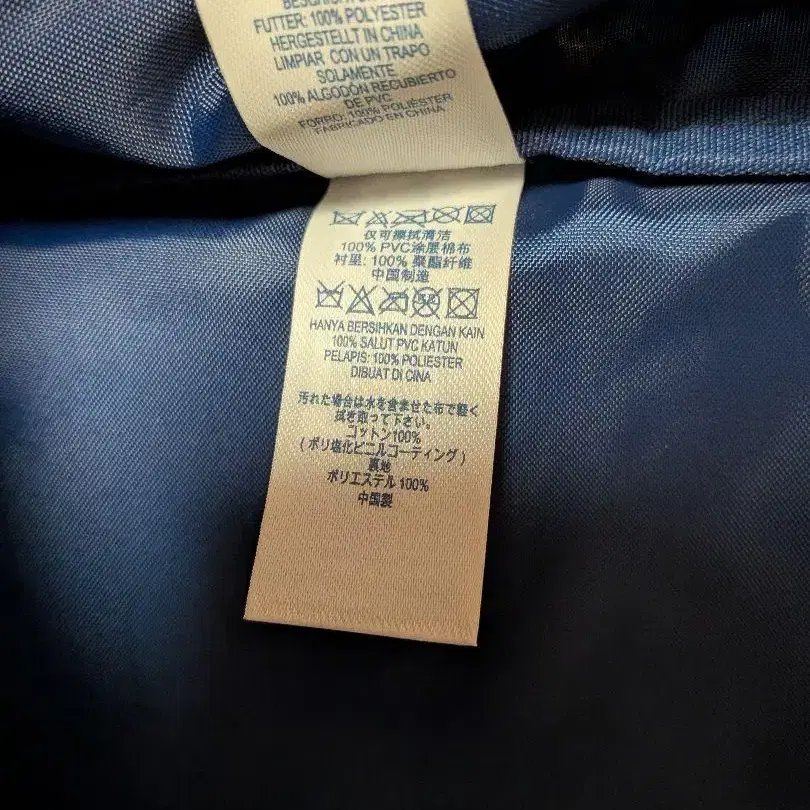 FUTTER: 100% POLYESTER
HERGESTELLT IN CHINA
LIMPIAR CON UN TRAPO
SOLAMENTE
100% ALGODÓN RECUBIERTO
DE PVC
FORRO: 100% POLIÉSTER
FABRICADO EN CHINA
仅可擦拭清洁
100% PVC涂层棉布
衬里: 100% 聚酯纤维
中国制造
HANYA BERSIHKAN DENGAN KAIN
100% SALUT PVC KATUN
PELAPIS: 100% POLIESTER
DIBUAT DI CINA
汚れた場合は水を含ませた布で軽く
拭き取って下さい。
コットン100%
(ポリ塩化ビニルコーティング)
裏地
ポリエステル 100%
中国製